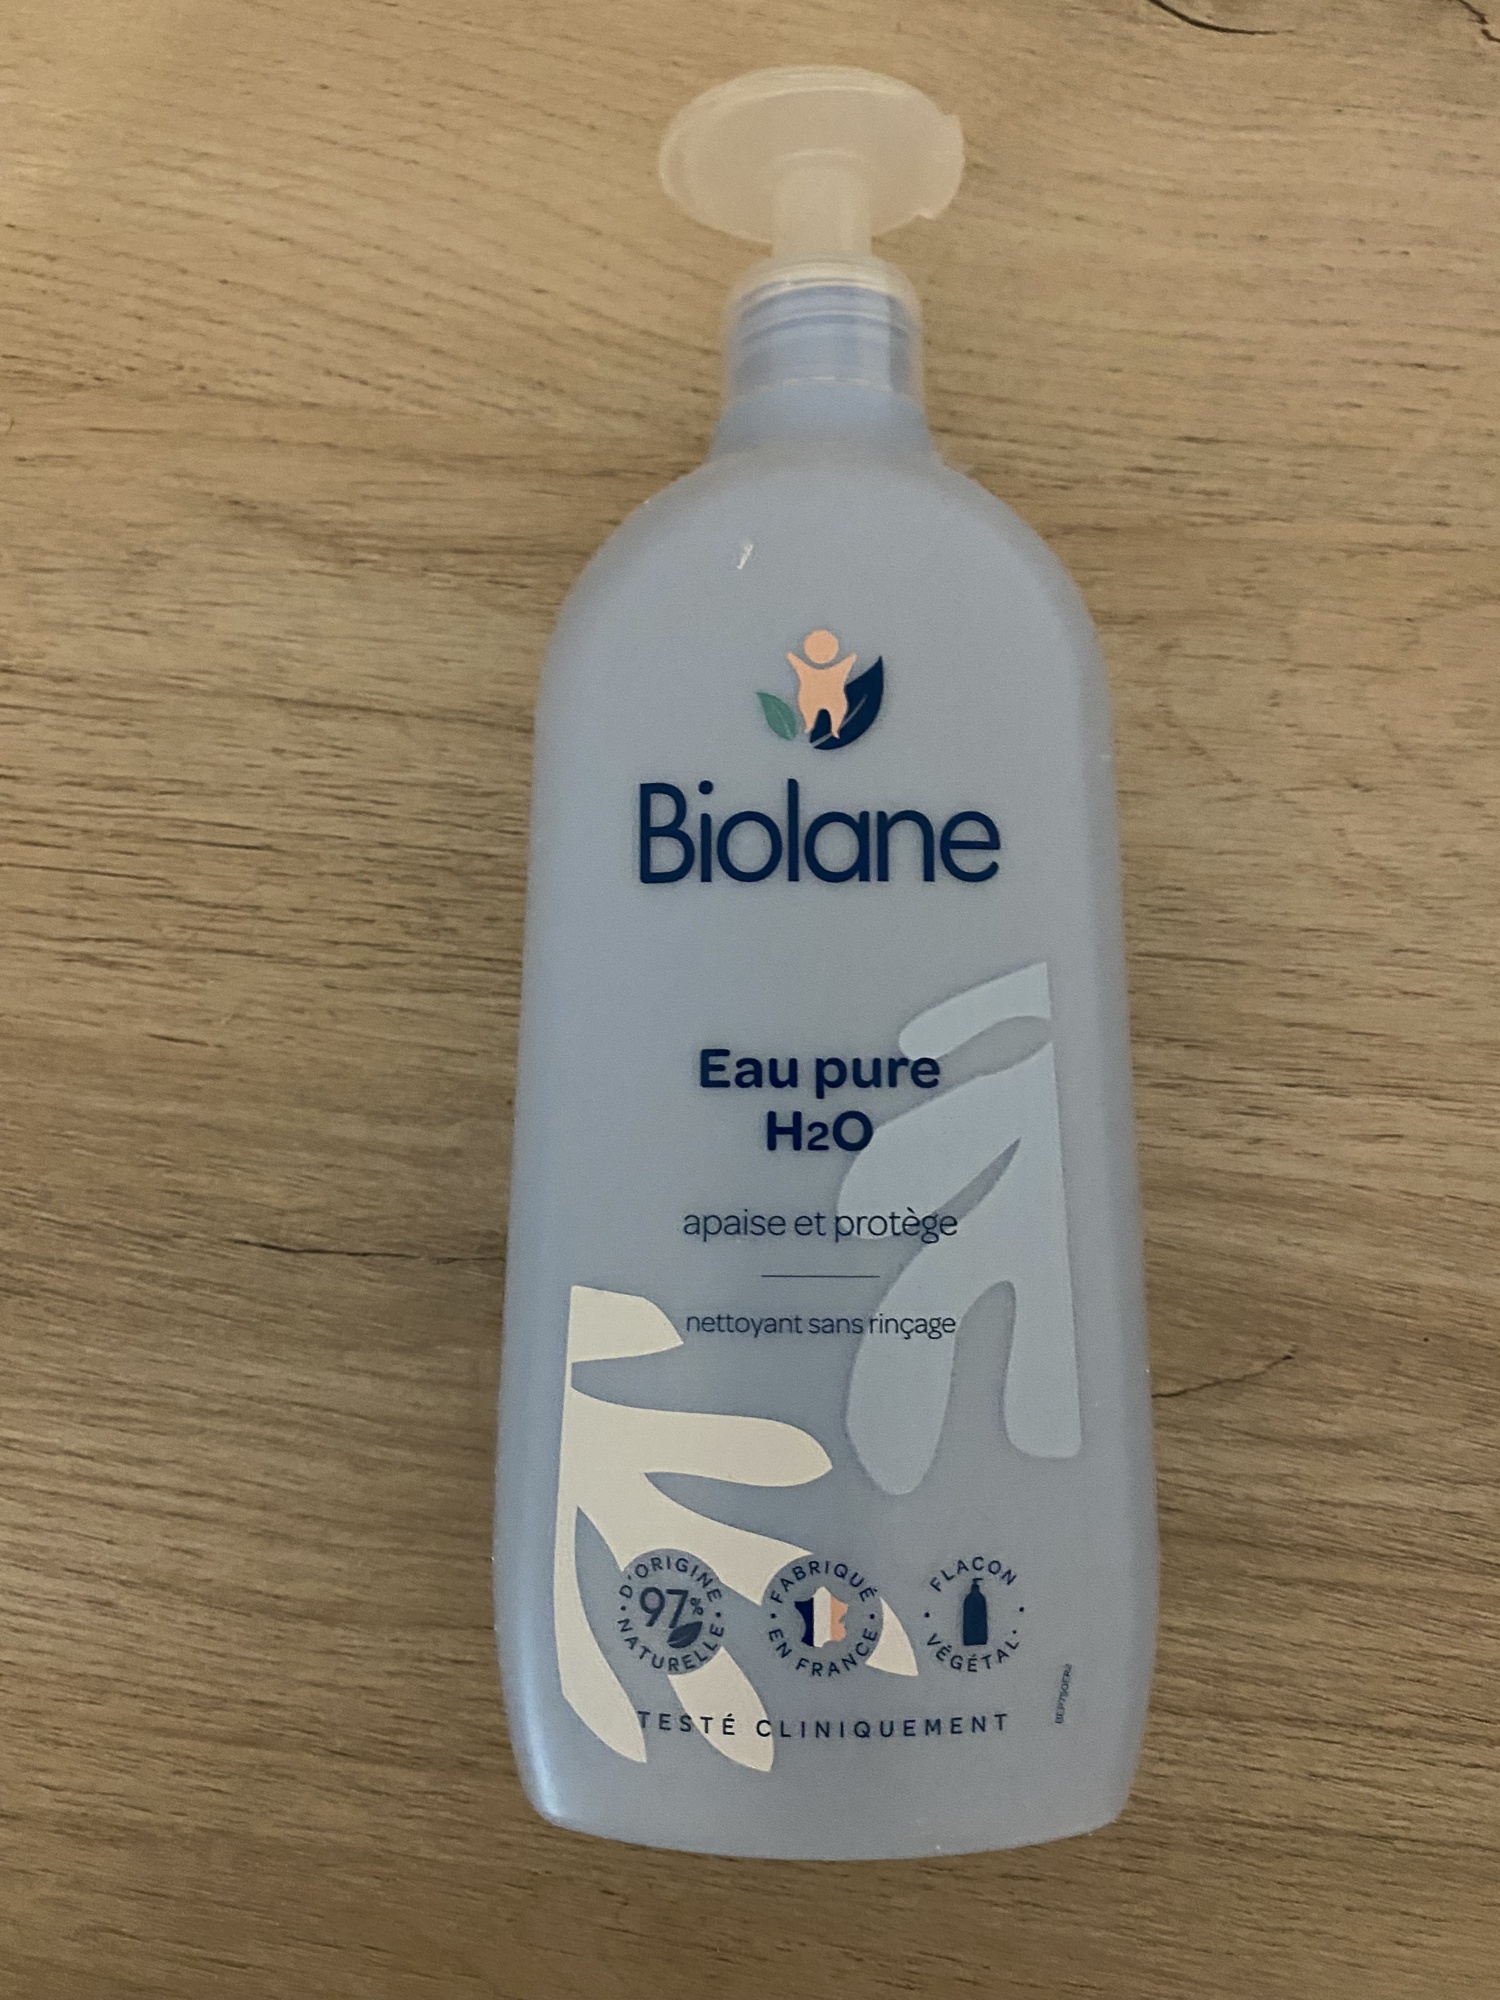 Biolane
Eau pure
H2O
apaise et protège
nettoyant sans rinçage
D'ORIGINE
97%
NATURELLE
FABRIQUÉ
EN FRANCE
FLACON
VÉGÉTAL
TESTÉ CLINIQUEMENT